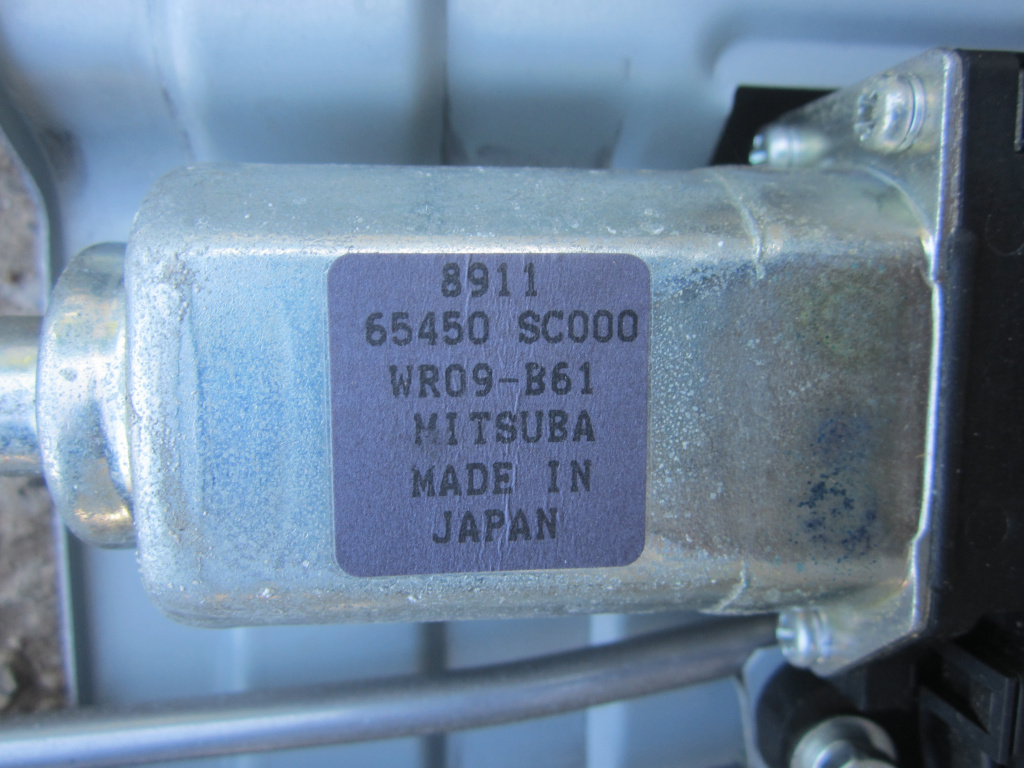 8911
65450 SC000
WR09-B61
MITSUBA
MADE IN
JAPAN